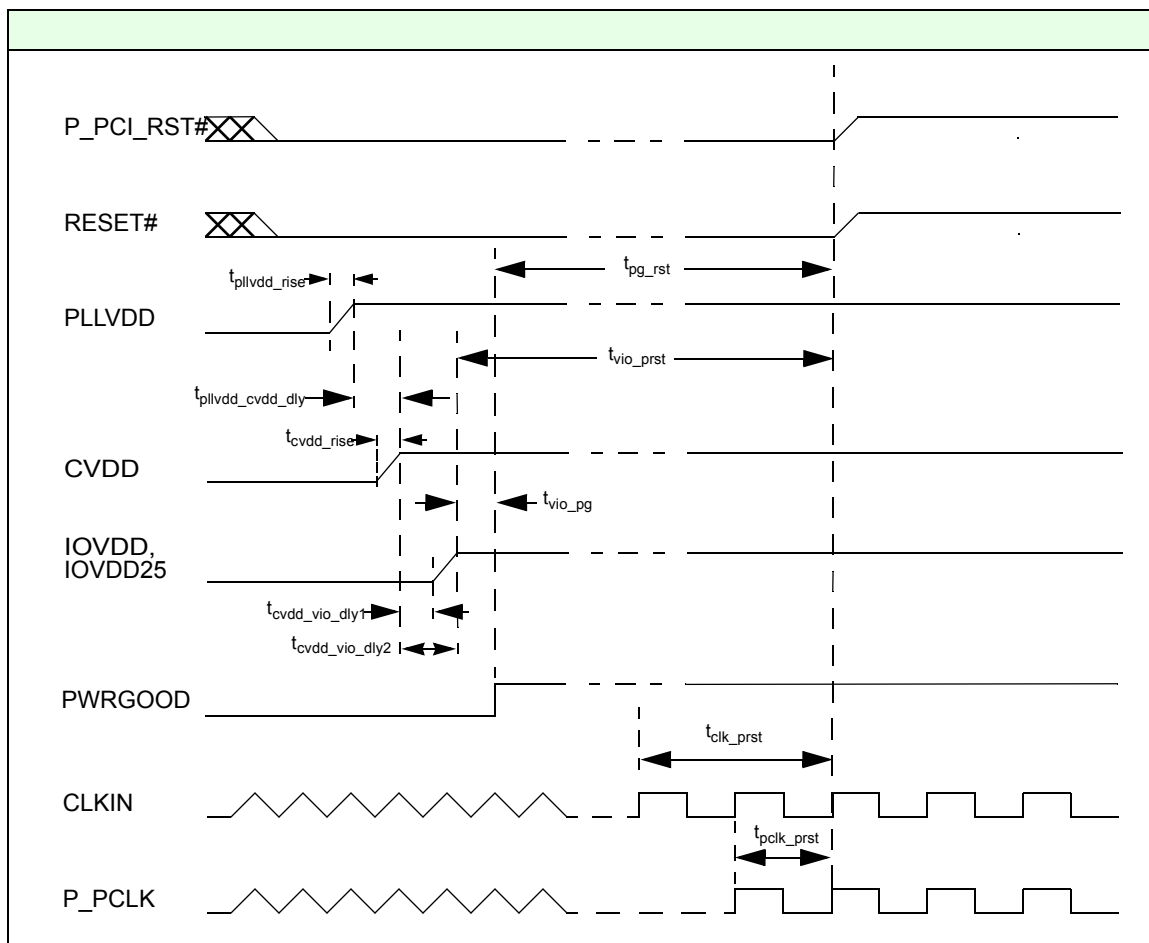 P_PCI_RST#
RESET#
tpg_rst
tpllvdd_rise
PLLVDD
tvio_prst
tpllvdd_cvdd_dly
tcvdd_rise
CVDD
tvio_pg
IOVDD,
IOVDD25
tcvdd_vio_dly1
tcvdd_vio_dly2
PWRGOOD
tclk_prst
CLKIN
tpclk_prst
P_PCLK